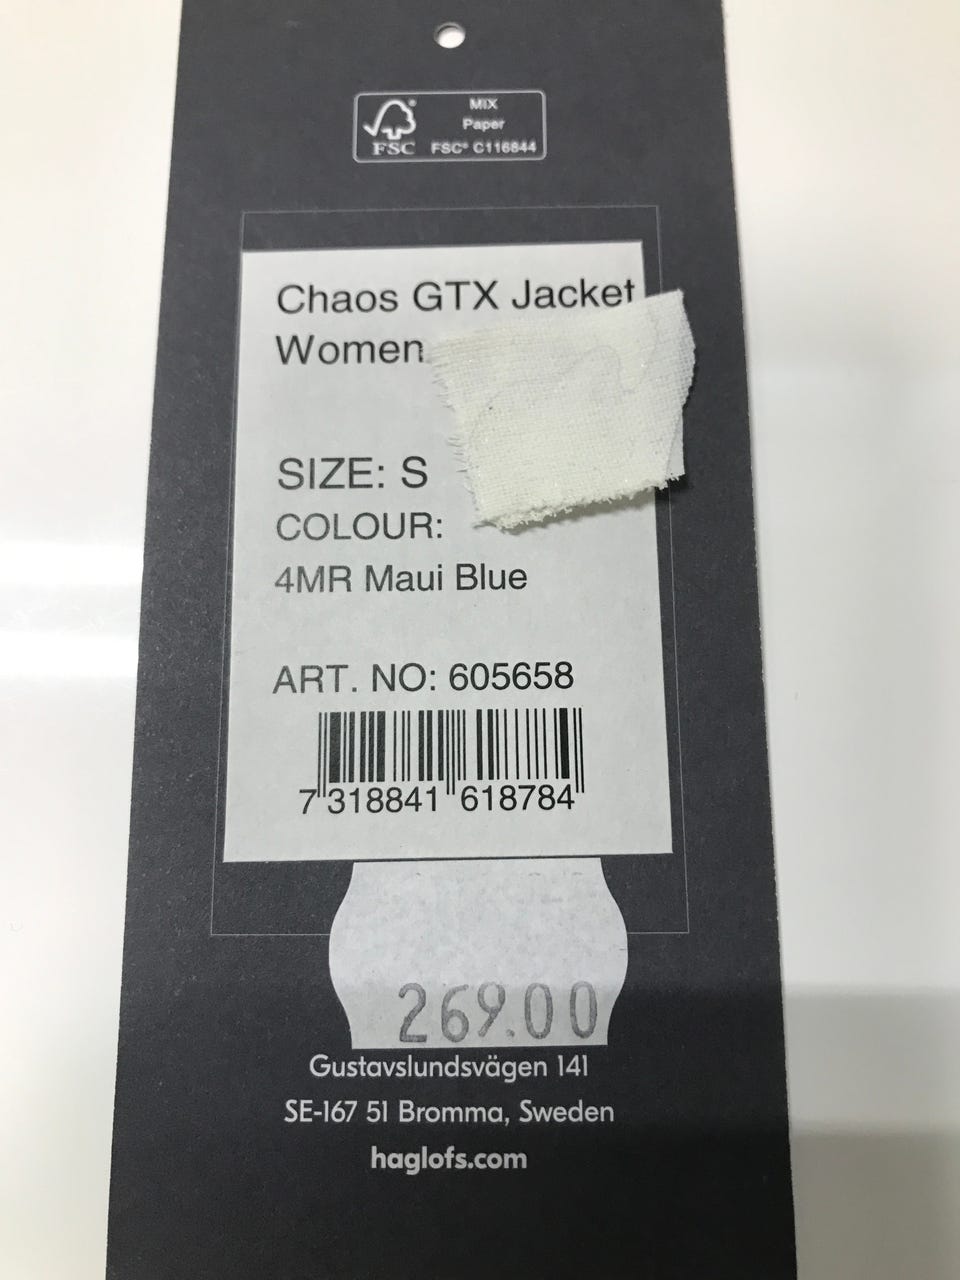 FSC®
MIX
Paper
FSC® C116844
Chaos GTX Jacket
Women
SIZE: S
COLOUR:
4MR Maui Blue
ART. NO: 605658
7 318841 618784
269.00
Gustavslundsvägen 141
SE-167 51 Bromma, Sweden
haglofs.com